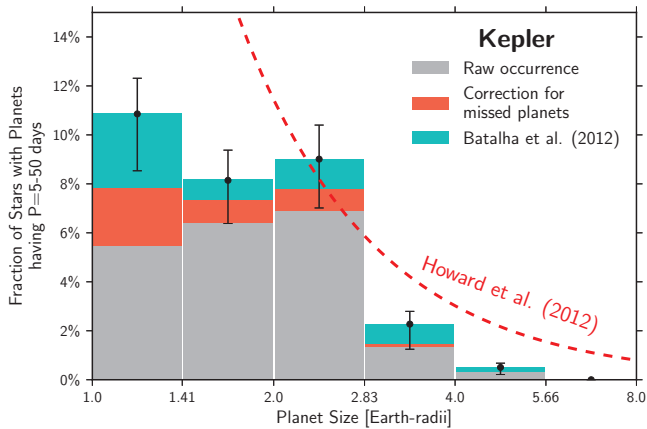 Kepler
Raw occurrence
Correction for
missed planets
Batalha et al. (2012)
Howard et al. (2012)
Fraction of Stars with Planets
having P=5-50 days
14%
12%
10%
8%
6%
4%
2%
0%
1.0 1.41 2.0 2.83 4.0 5.66 8.0
Planet Size [Earth-radii]